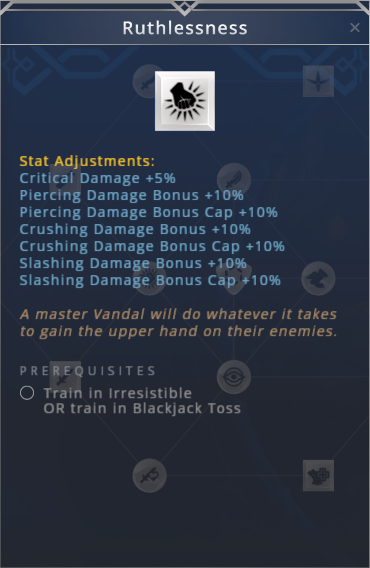 Ruthlessness
Stat Adjustments:
Critical Damage +5%
Piercing Damage Bonus +10%
Piercing Damage Bonus Cap +10%
Crushing Damage Bonus +10%
Crushing Damage Bonus Cap +10%
Slashing Damage Bonus +10%
Slashing Damage Bonus Cap +10%
A master Vandal will do whatever it takes
to gain the upper hand on their enemies.
PREREQUISITES
Train in Irresistible
OR train in Blackjack Toss